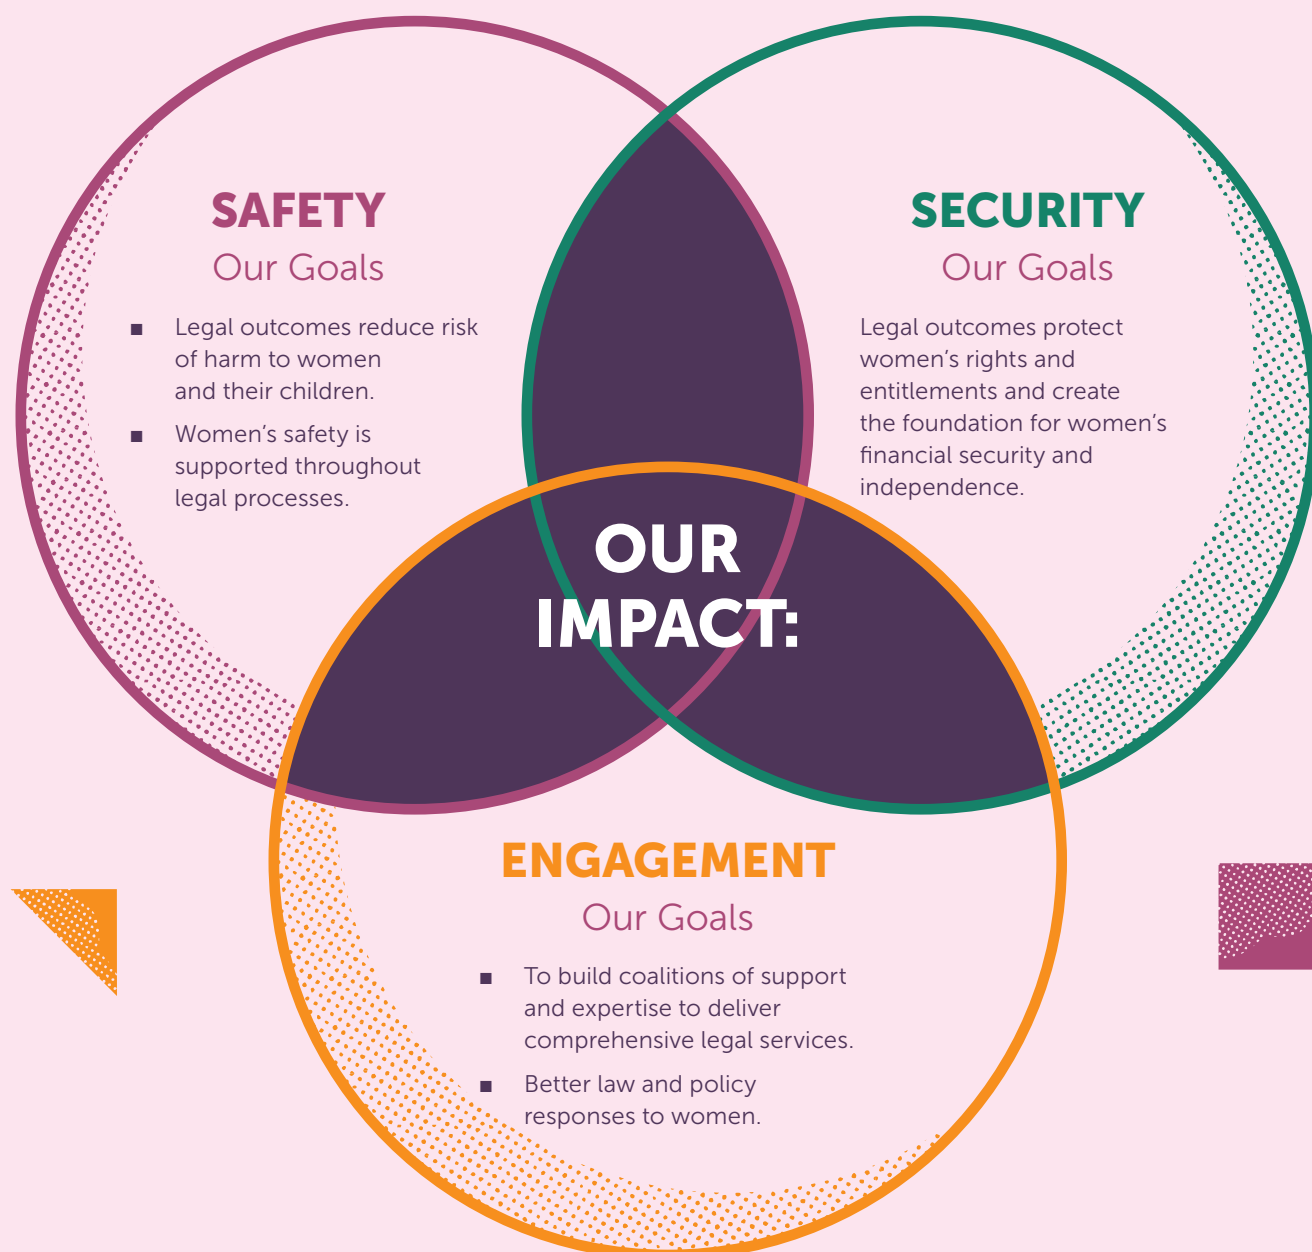 SAFETY
Our Goals
■ Legal outcomes reduce risk
of harm to women
and their children.
■ Women’s safety is
supported throughout
legal processes.
SECURITY
Our Goals
Legal outcomes protect
women’s rights and
entitlements and create
the foundation for women’s
financial security and
independence.
OUR
IMPACT:
ENGAGEMENT
Our Goals
■ To build coalitions of support
and expertise to deliver
comprehensive legal services.
■ Better law and policy
responses to women.